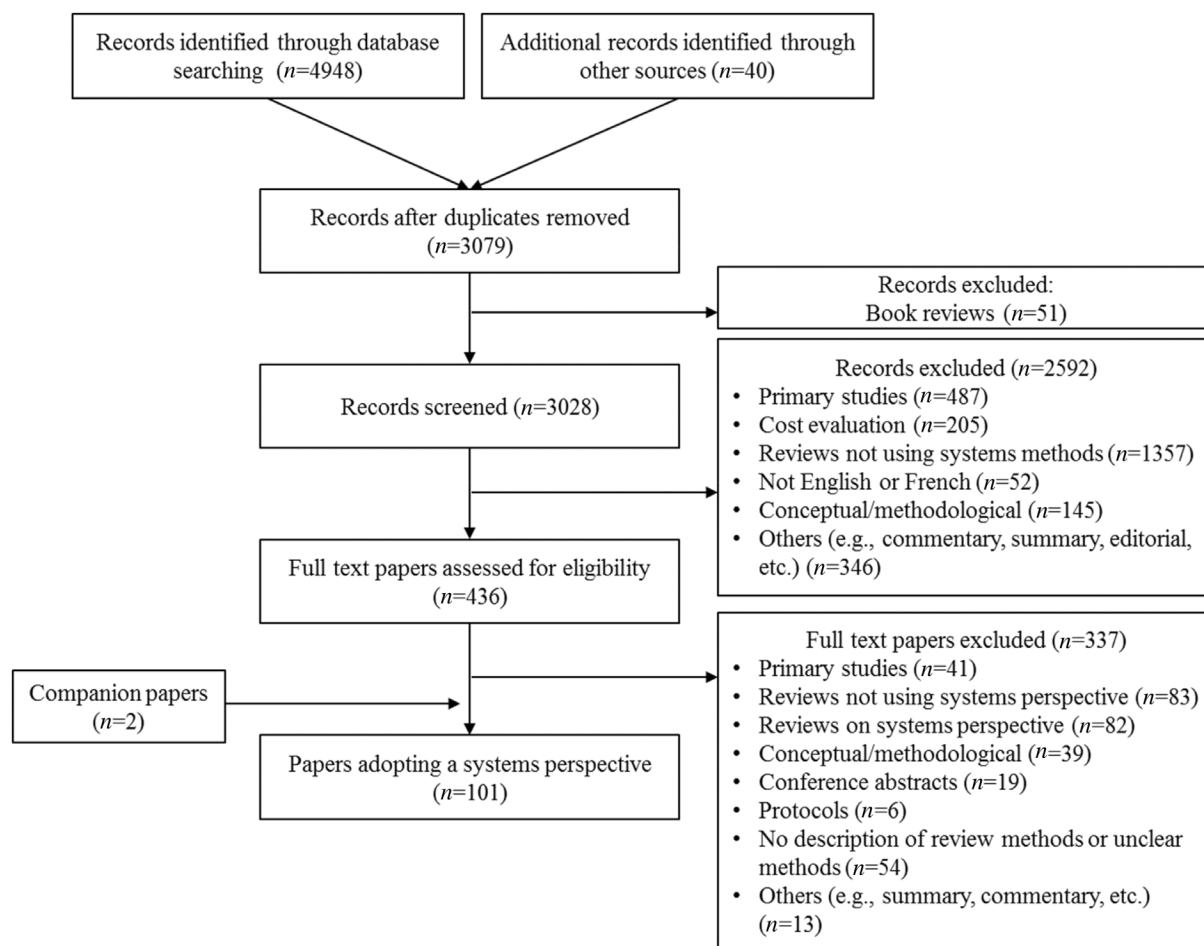 Records identified through database
searching (n=4948)
Additional records identified through
other sources (n=40)
Records after duplicates removed
(n=3079)
Records excluded:
Book reviews (n=51)
Records screened (n=3028)
Records excluded (n=2592)
• Primary studies (n=487)
• Cost evaluation (n=205)
• Reviews not using systems methods (n=1357)
• Not English or French (n=52)
• Conceptual/methodological (n=145)
• Others (e.g., commentary, summary, editorial,
etc.) (n=346)
Full text papers assessed for eligibility
(n=436)
Full text papers excluded (n=337)
• Primary studies (n=41)
• Reviews not using systems perspective (n=83)
• Reviews on systems perspective (n=82)
• Conceptual/methodological (n=39)
• Conference abstracts (n=19)
• Protocols (n=6)
• No description of review methods or unclear
methods (n=54)
• Others (e.g., summary, commentary, etc.)
(n=13)
Companion papers
(n=2)
Papers adopting a systems perspective
(n=101)